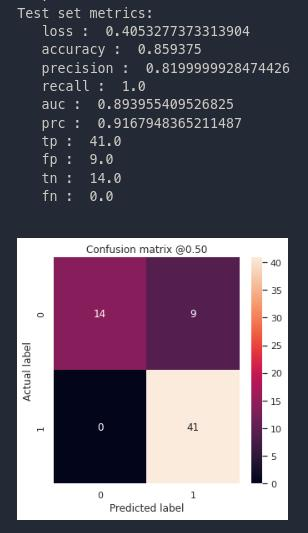 Test set metrics:
loss :  0.4053277373313904
accuracy :  0.859375
precision :  0.8199999928474426
recall :  1.0
auc :  0.893955409526825
prc :  0.9167948365211487
tp :  41.0
fp :  9.0
tn :  14.0
fn :  0.0
Confusion matrix @0.50
14 9
0 41
0
1
Actual label
0 1
Predicted label
40
35
30
25
20
15
10
5
0